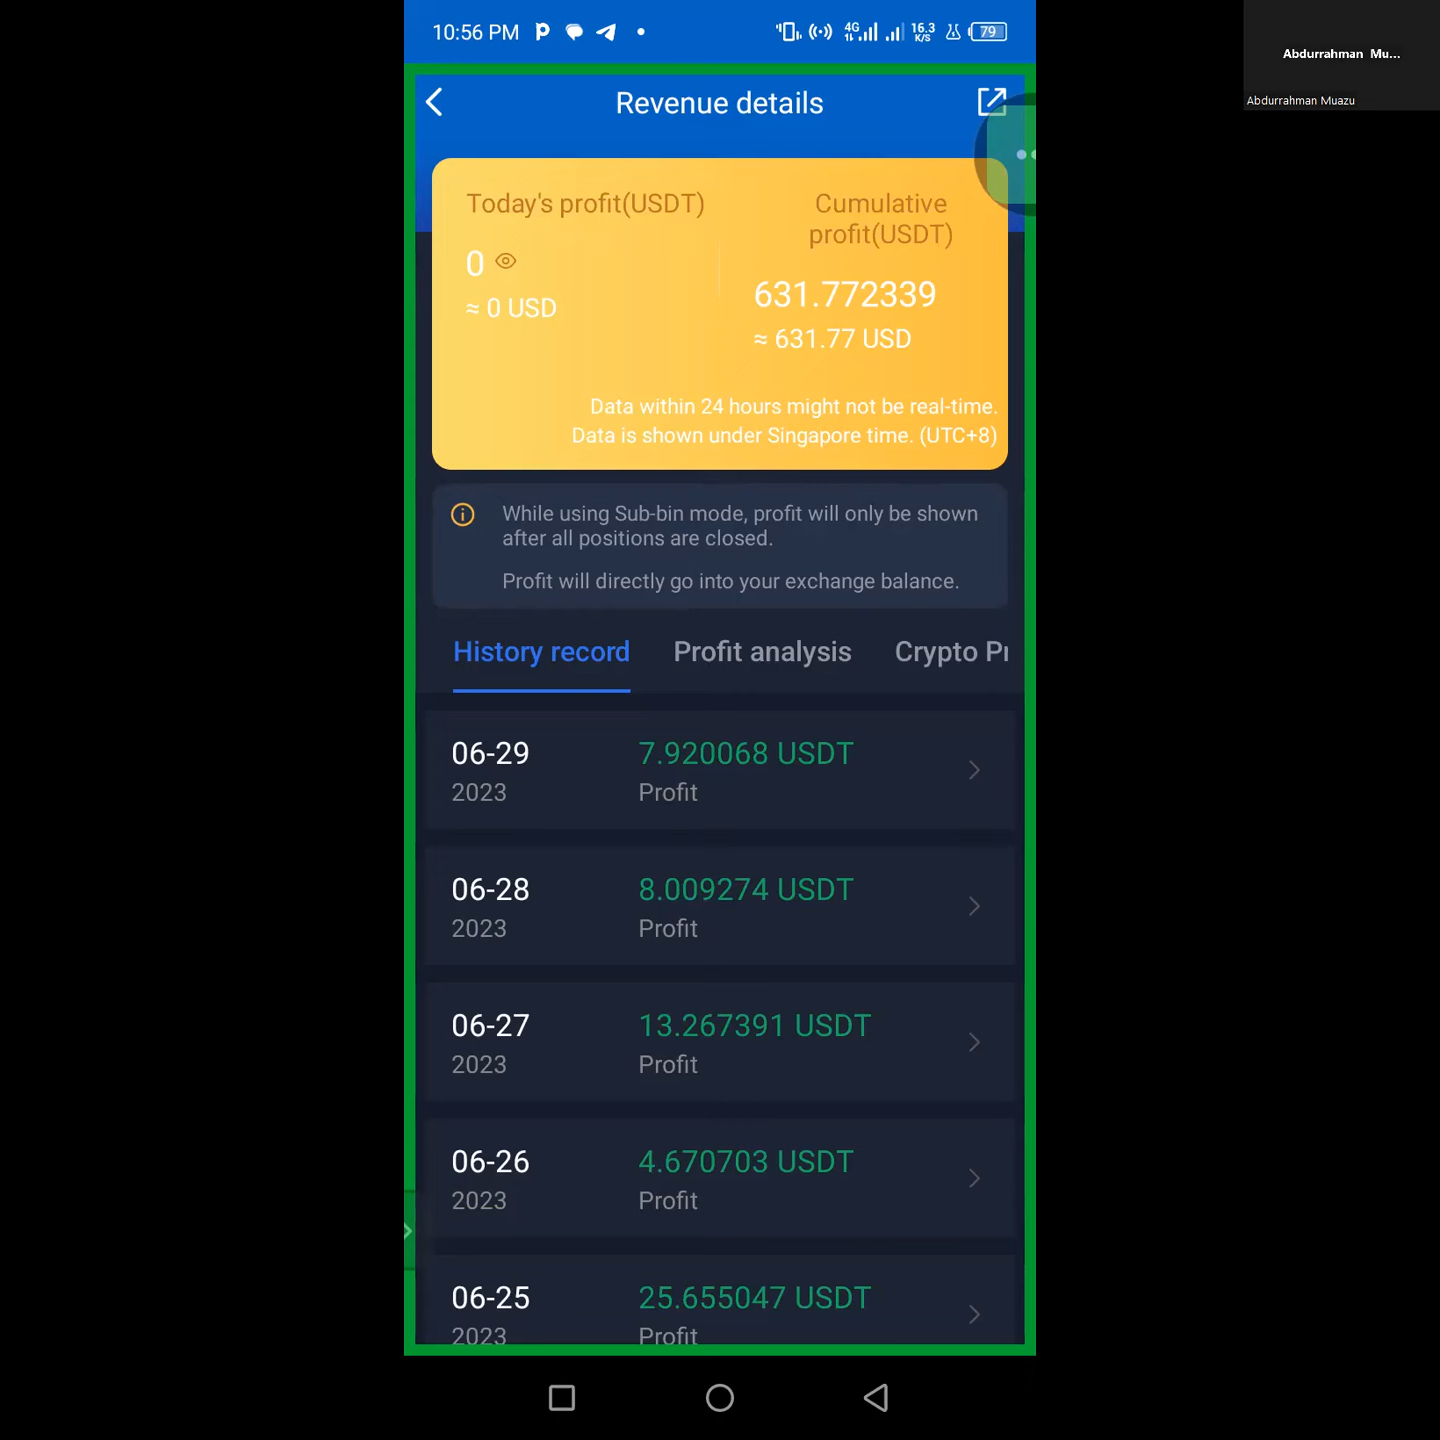 10:56 PM
4G
16.3
K/S
79
Abdurrahman Mu...
Abdurrahman Muazu
Revenue details
Today's profit(USDT)
0
≈ 0 USD
Cumulative
profit(USDT)
631.772339
≈ 631.77 USD
Data within 24 hours might not be real-time.
Data is shown under Singapore time. (UTC+8)
While using Sub-bin mode, profit will only be shown
after all positions are closed.
Profit will directly go into your exchange balance.
History record
Profit analysis
Crypto Pr
06-29
7.920068 USDT
2023
Profit
06-28
8.009274 USDT
2023
Profit
06-27
13.267391 USDT
2023
Profit
06-26
4.670703 USDT
2023
Profit
06-25
25.655047 USDT
2023
Profit